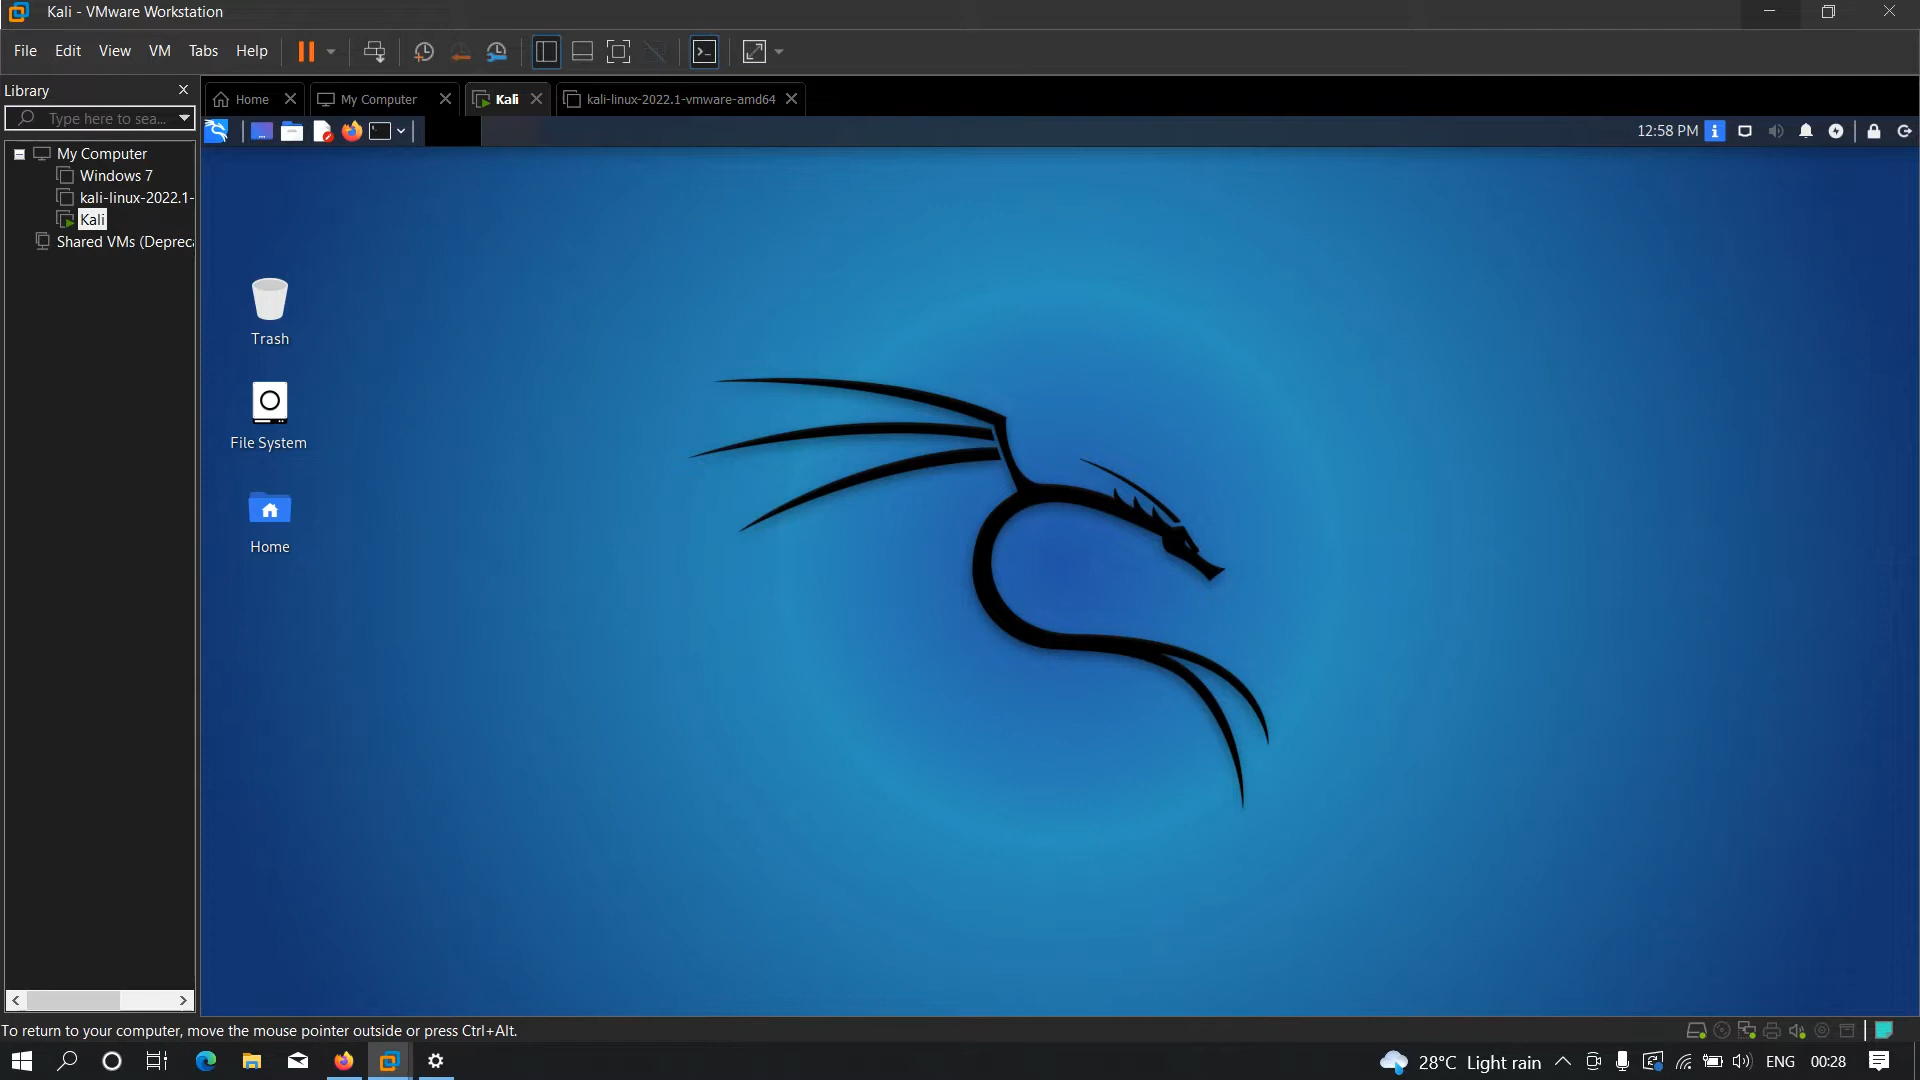 Kali - VMware Workstation
File Edit View VM Tabs Help
Library
Home
My Computer
Kali
kali-linux-2022.1-vmware-amd64
Type here to sea...
12:58 PM
My Computer
Windows 7
kali-linux-2022.1-
Kali
Shared VMs (Depreca
Trash
File System
Home
To return to your computer, move the mouse pointer outside or press Ctrl+Alt.
28°C Light rain
ENG
00:28